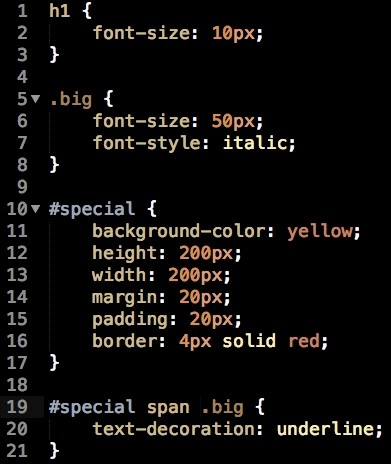 1 h1 {
2     font-size: 10px;
3 }
4
5 .big {
6     font-size: 50px;
7     font-style: italic;
8 }
9
10 #special {
11     background-color: yellow;
12     height: 200px;
13     width: 200px;
14     margin: 20px;
15     padding: 20px;
16     border: 4px solid red;
17 }
18
19 #special span .big {
20     text-decoration: underline;
21 }